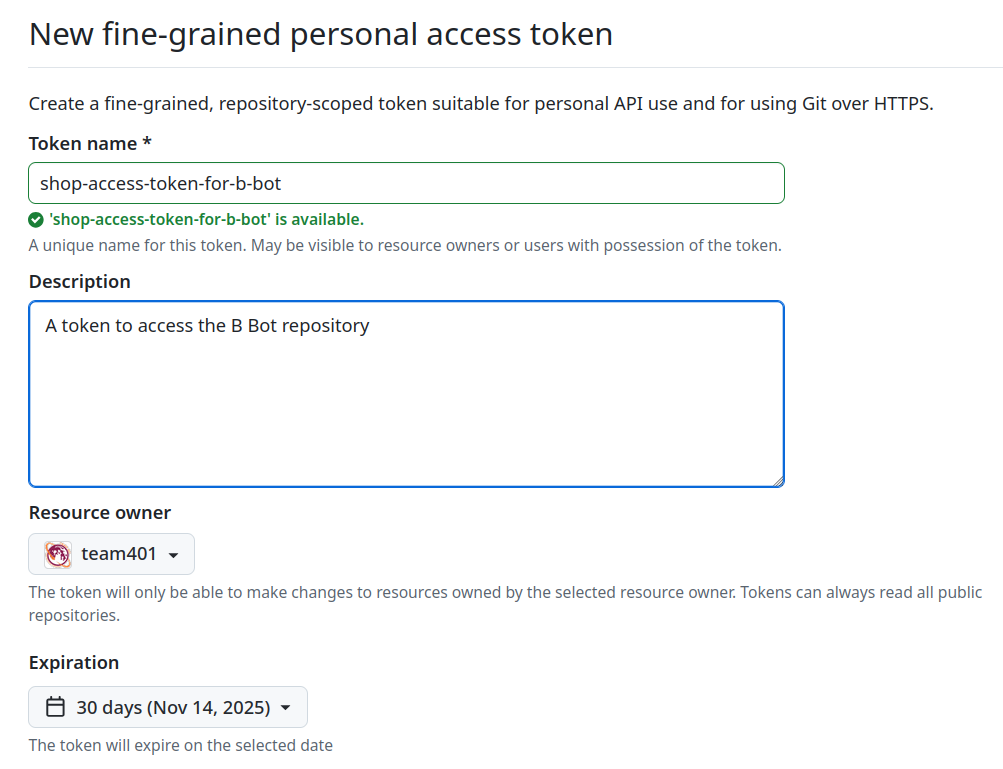 New fine-grained personal access token
Create a fine-grained, repository-scoped token suitable for personal API use and for using Git over HTTPS.
Token name *
shop-access-token-for-b-bot
'shop-access-token-for-b-bot' is available.
A unique name for this token. May be visible to resource owners or users with possession of the token.
Description
A token to access the B Bot repository
Resource owner
team401
The token will only be able to make changes to resources owned by the selected resource owner. Tokens can always read all public
repositories.
Expiration
30 days (Nov 14, 2025)
The token will expire on the selected date